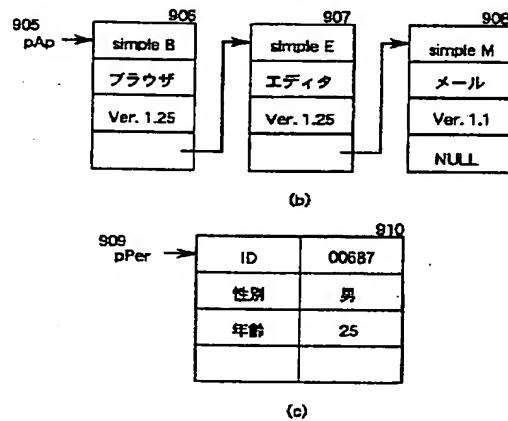 905
pAp
906
simple B
ブラウザ
Ver. 1.25
907
simple E
エディタ
Ver. 1.25
908
simple M
メール
Ver. 1.1
NULL
(b)
909
pPer
910
ID 00687
性別 男
年齢 25
(c)